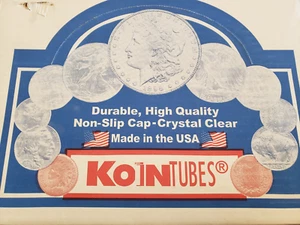 Durable, High Quality
Non-Slip Cap-Crystal Clear
Made in the USA
KOINTUBES®